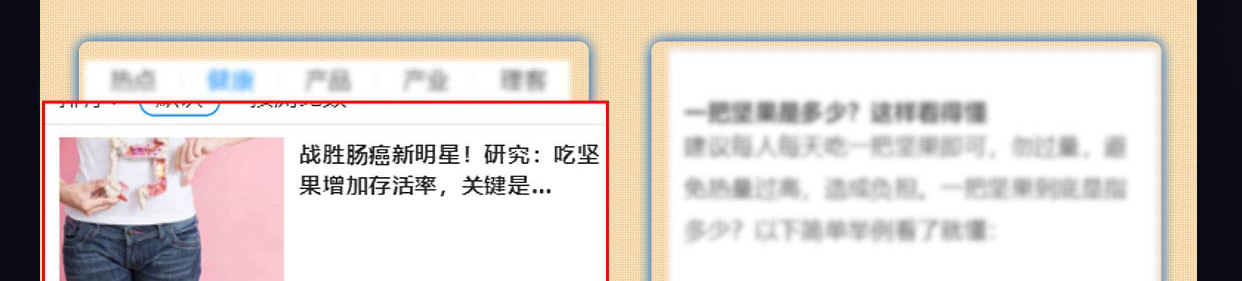 热点 健康 产品 产业 理客
战胜肠癌新明星！研究：吃坚
果增加存活率，关键是...
一把坚果是多少？这样看得懂
建议每人每天吃一把坚果即可，勿过量，避
免热量过高，造成负担。一把坚果到底是指
多少？以下简单举例看了就懂：